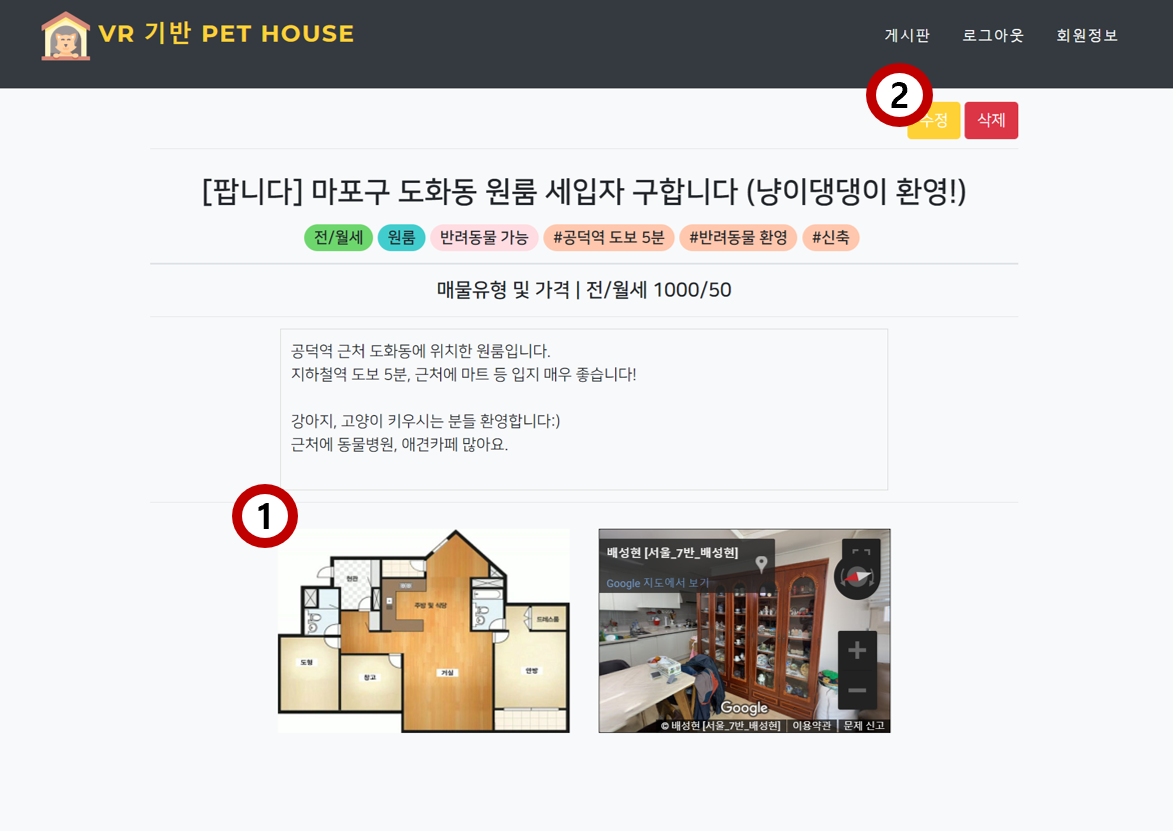 VR 기반 PET HOUSE
게시판 로그아웃 회원정보
2
수정 삭제
[팝니다] 마포구 도화동 원룸 세입자 구합니다 (냥이댕댕이 환영!)
전/월세 원룸 반려동물 가능 #공덕역 도보 5분 #반려동물 환영 #신축
매물유형 및 가격 | 전/월세 1000/50
공덕역 근처 도화동에 위치한 원룸입니다.
지하철역 도보 5분, 근처에 마트 등 입지 매우 좋습니다!
강아지, 고양이 키우시는 분들 환영합니다:)
근처에 동물병원, 애견카페 많아요.
1
현관
주방 및 식당
드레스룸
도형
창고
거실
안방
배성현 [서울_7반_배성현]
Google 지도에서 보기
Google
© 배성현 [서울_7반_배성현] 이용약관 문제 신고